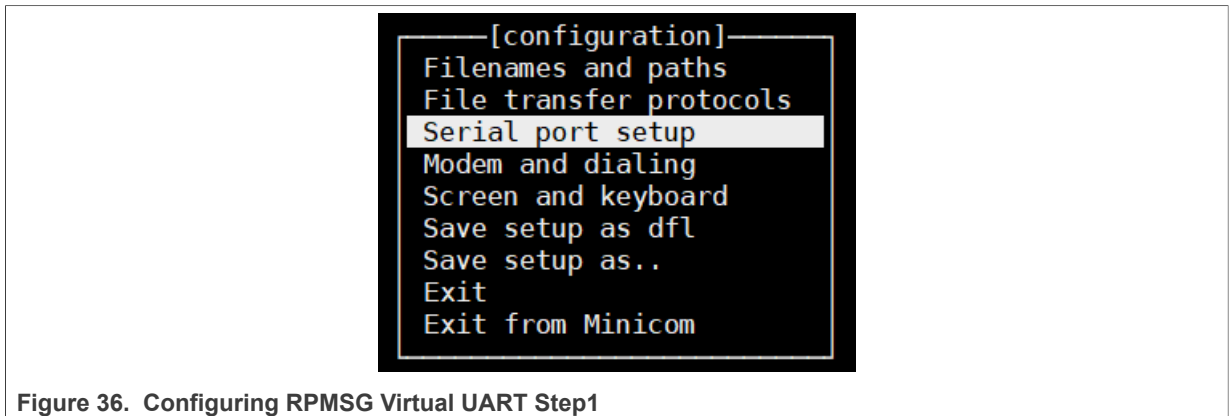 [configuration]
Filenames and paths
File transfer protocols
Serial port setup
Modem and dialing
Screen and keyboard
Save setup as dfl
Save setup as..
Exit
Exit from Minicom
Figure 36. Configuring RPMSG Virtual UART Step1